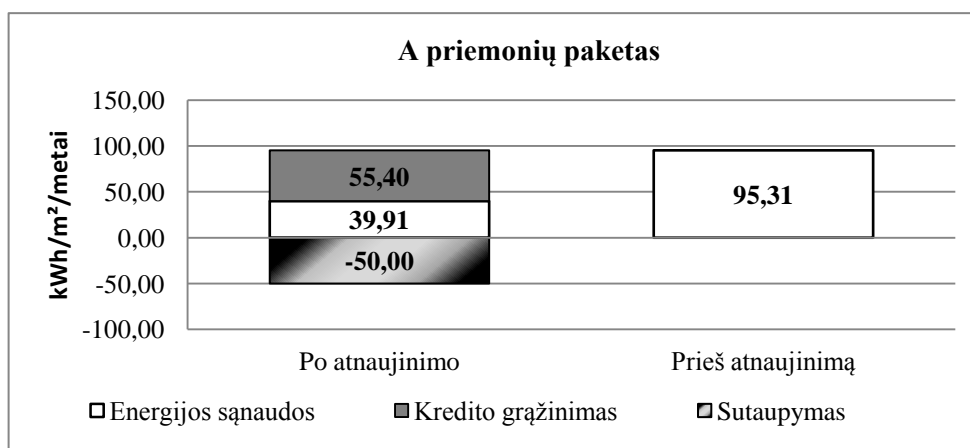 A priemonių paketas
kWh/m²/metai
150,00
100,00
50,00
0,00
-50,00
-100,00
55,40
39,91
-50,00
95,31
Po atnaujinimo
Prieš atnaujinimą
Energijos sąnaudos
Kredito grąžinimas
Sutaupymas